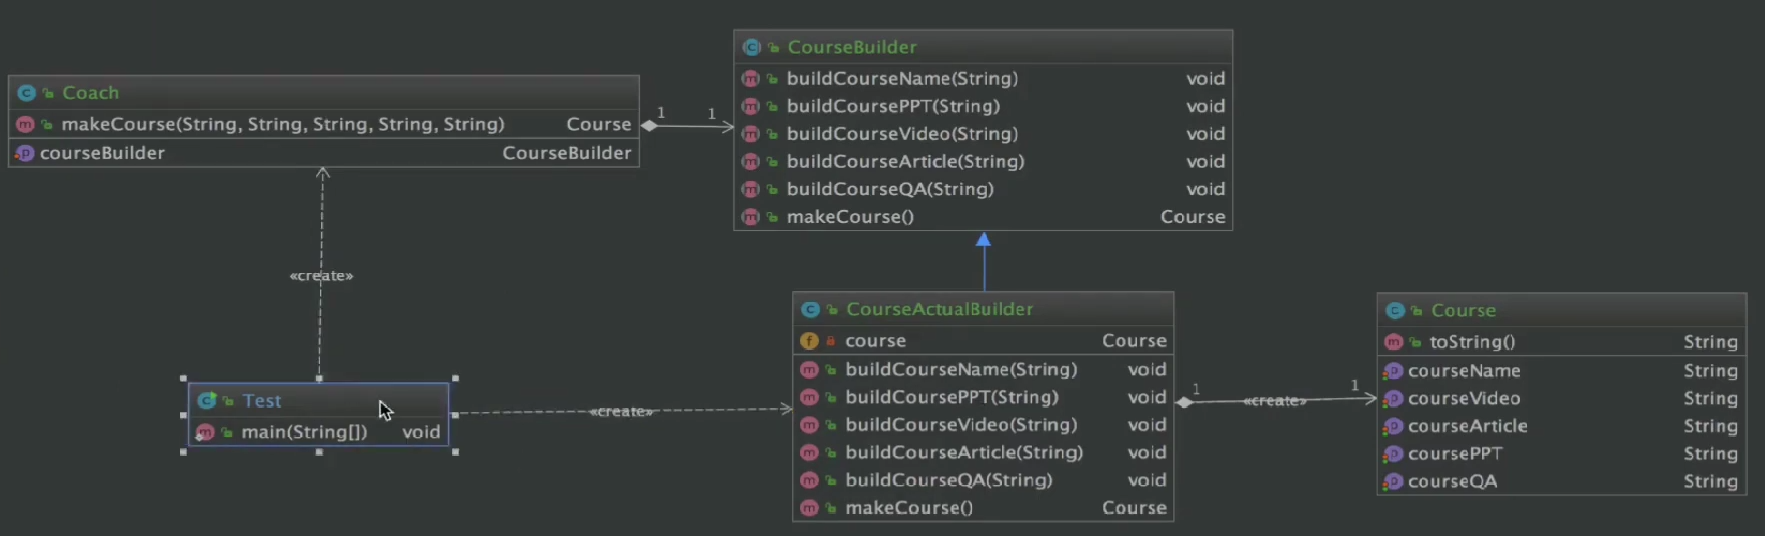 Coach
makeCourse(String, String, String, String, String) Course
courseBuilder CourseBuilder
1 1
CourseBuilder
buildCourseName(String) void
buildCoursePPT(String) void
buildCourseVideo(String) void
buildCourseArticle(String) void
buildCourseQA(String) void
makeCourse() Course
«create»
Test
main(String[]) void
«create»
CourseActualBuilder
course Course
buildCourseName(String) void
buildCoursePPT(String) void
buildCourseVideo(String) void
buildCourseArticle(String) void
buildCourseQA(String) void
makeCourse() Course
1 «create» 1
Course
toString() String
courseName String
courseVideo String
courseArticle String
coursePPT String
courseQA String